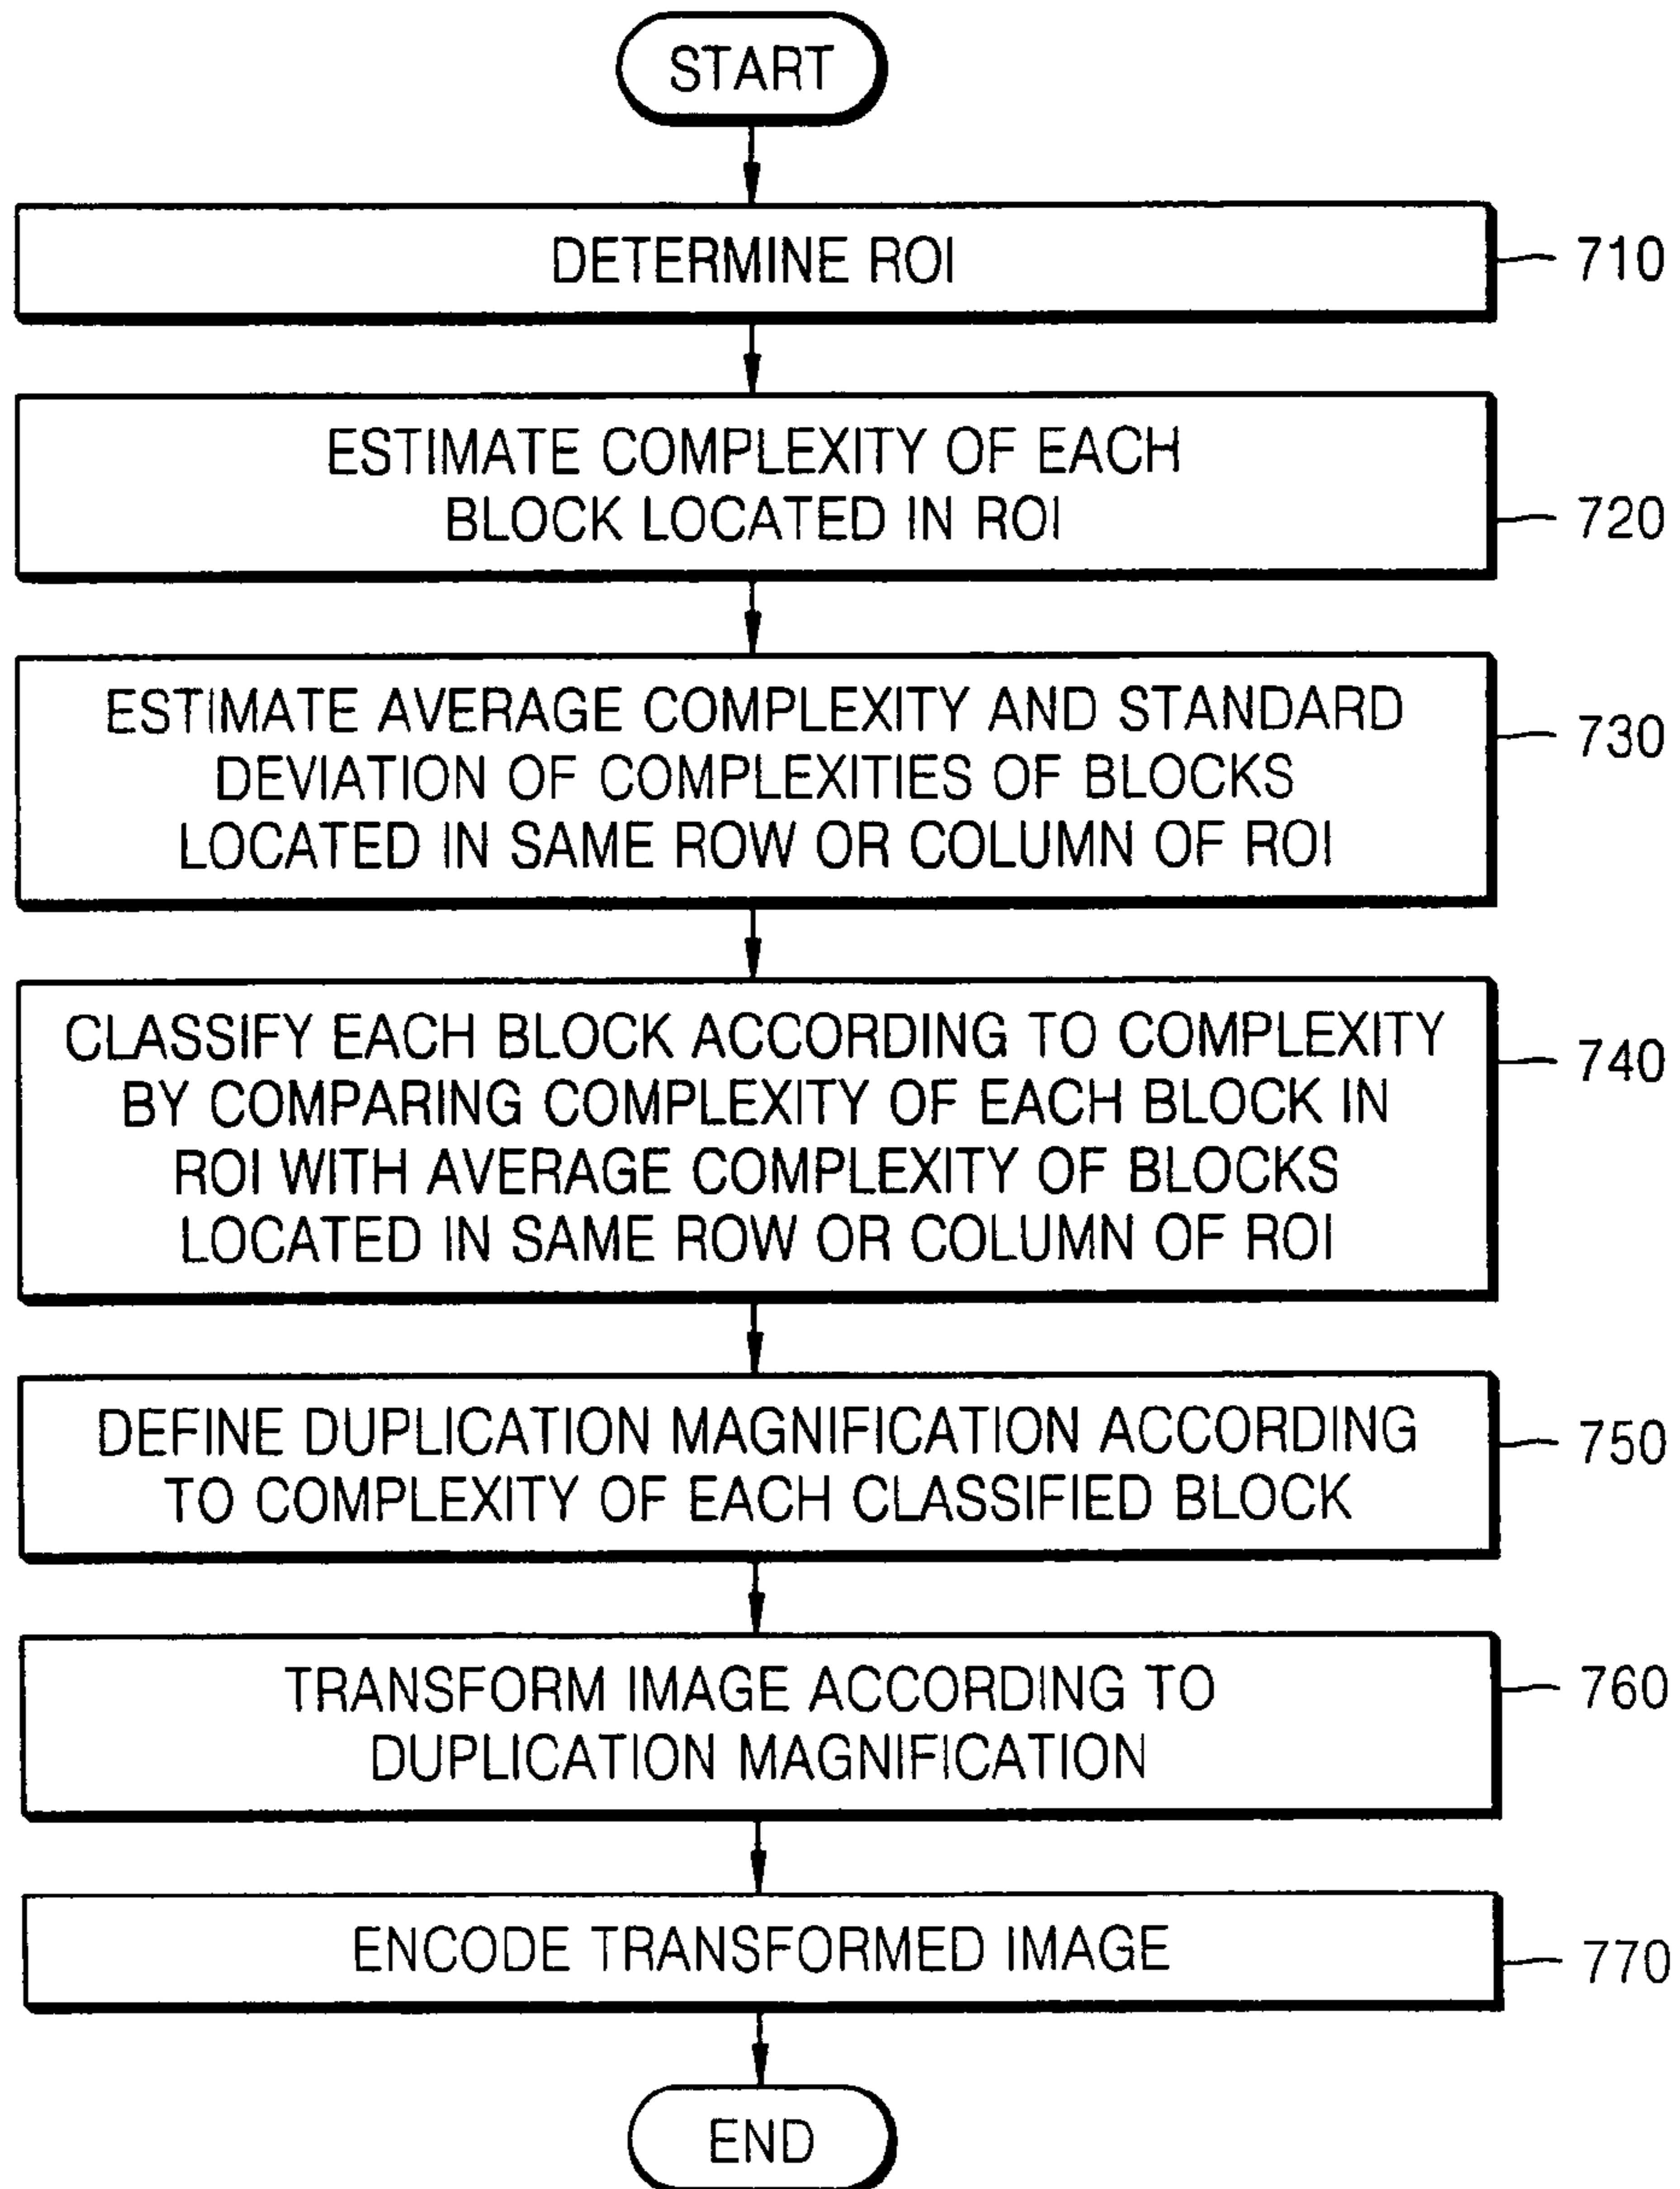 START
DETERMINE ROI
710
ESTIMATE COMPLEXITY OF EACH
BLOCK LOCATED IN ROI
720
ESTIMATE AVERAGE COMPLEXITY AND STANDARD
DEVIATION OF COMPLEXITIES OF BLOCKS
LOCATED IN SAME ROW OR COLUMN OF ROI
730
CLASSIFY EACH BLOCK ACCORDING TO COMPLEXITY
BY COMPARING COMPLEXITY OF EACH BLOCK IN
ROI WITH AVERAGE COMPLEXITY OF BLOCKS
LOCATED IN SAME ROW OR COLUMN OF ROI
740
DEFINE DUPLICATION MAGNIFICATION ACCORDING
TO COMPLEXITY OF EACH CLASSIFIED BLOCK
750
TRANSFORM IMAGE ACCORDING TO
DUPLICATION MAGNIFICATION
760
ENCODE TRANSFORMED IMAGE
770
END